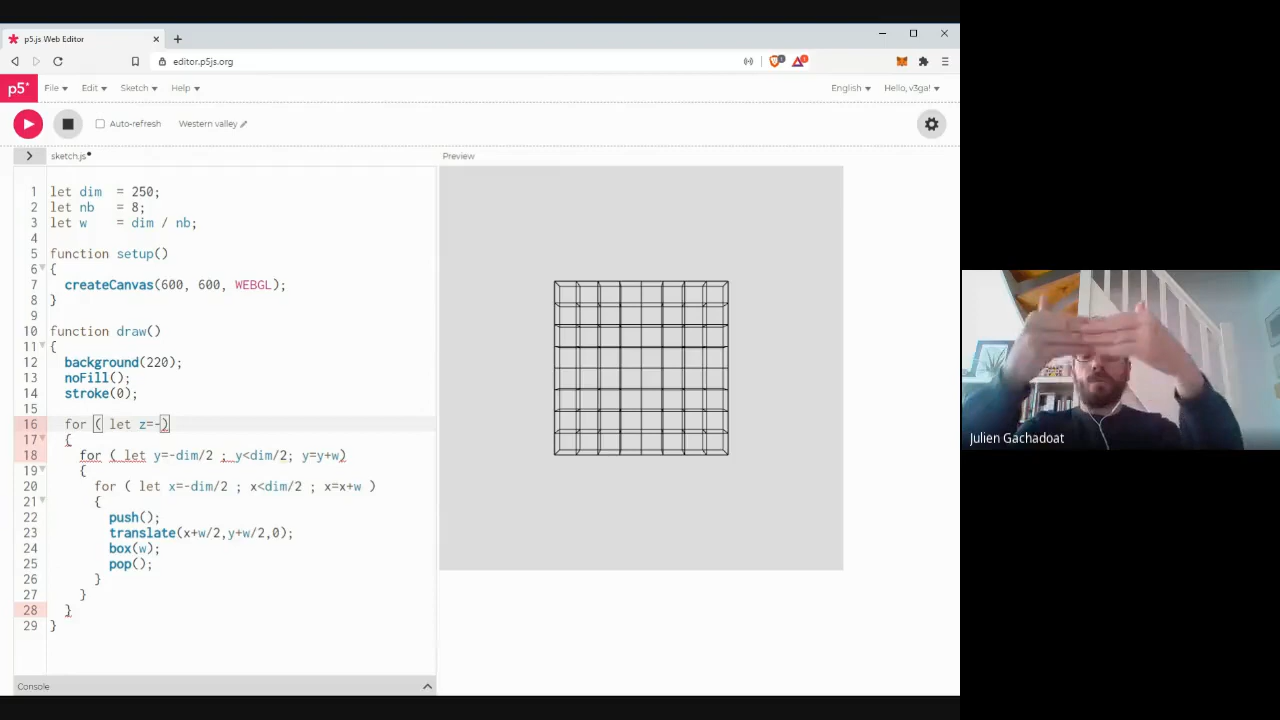 p5.js Web Editor
editor.p5js.org
p5* File Edit Sketch Help English Hello, v3ga!
Auto-refresh Western valley
sketch.js Preview
1 let dim = 250;
2 let nb = 8;
3 let w = dim / nb;
4
5 function setup()
6 {
7 createCanvas(600, 600, WEBGL);
8 }
9
10 function draw()
11 {
12 background(220);
13 noFill();
14 stroke(0);
15
16 for ( let z=-)
17 {
18 for ( let y=-dim/2 ; y<dim/2; y=y+w)
19 {
20 for ( let x=-dim/2 ; x<dim/2 ; x=x+w )
21 {
22 push();
23 translate(x+w/2,y+w/2,0);
24 box(w);
25 pop();
26 }
27 }
28 }
29 }
Console
Julien Gachadoat